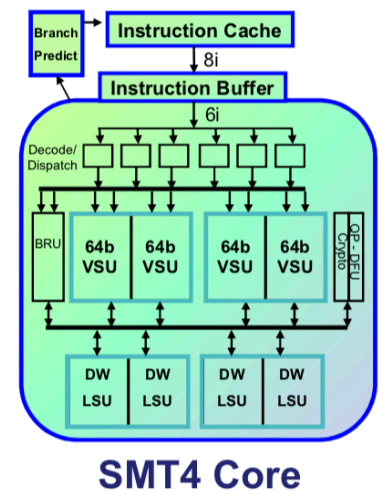 Branch
Predict
Instruction Cache
8i
Instruction Buffer
6i
Decode/
Dispatch
BRU
64b
VSU
64b
VSU
64b
VSU
64b
VSU
QP - DFU
Crypto
DW
LSU
DW
LSU
DW
LSU
DW
LSU
SMT4 Core